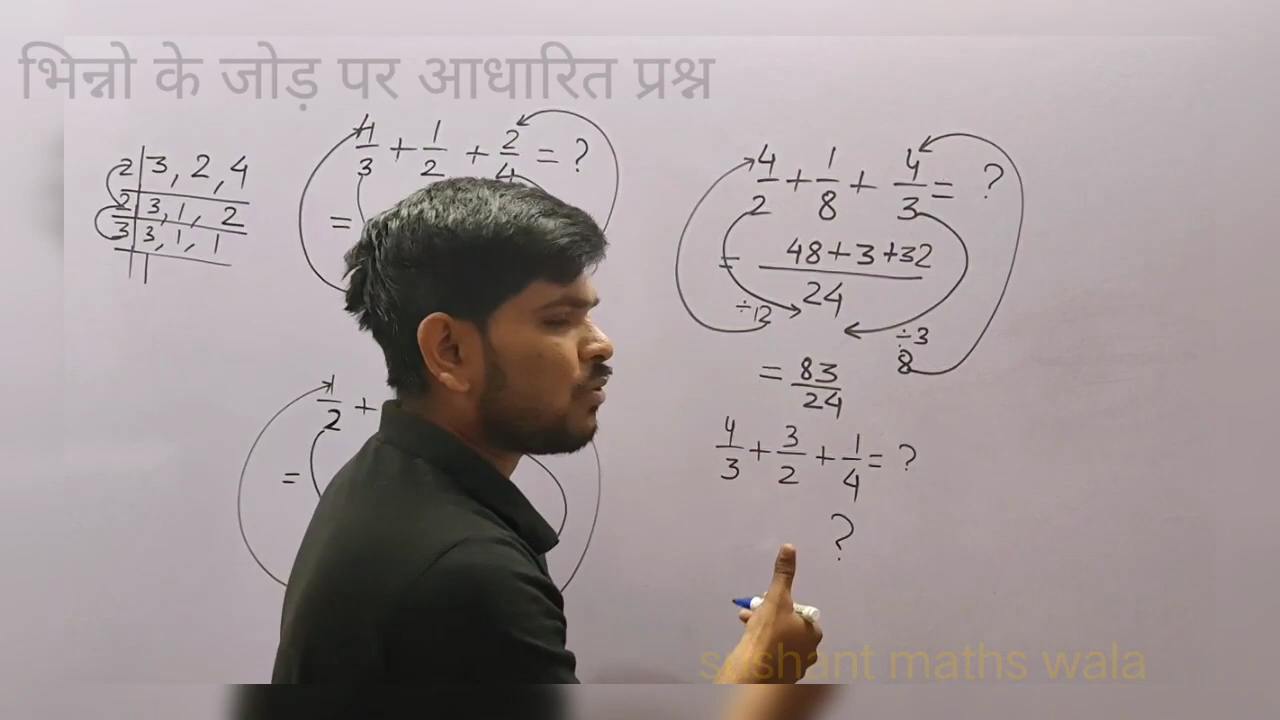 भिन्नो के जोड़ पर आधारित प्रश्न
2 | 3, 2, 4
2 | 3, 1, 2
3 | 3, 1, 1
| 1
4/3 + 1/2 + 2/4 = ?
=
1/2 +
=
4/2 + 1/8 + 4/3 = ?
= (48+3+32)/24
÷12
÷3
8
= 83/24
4/3 + 3/2 + 1/4 = ?
?
sushant maths wala